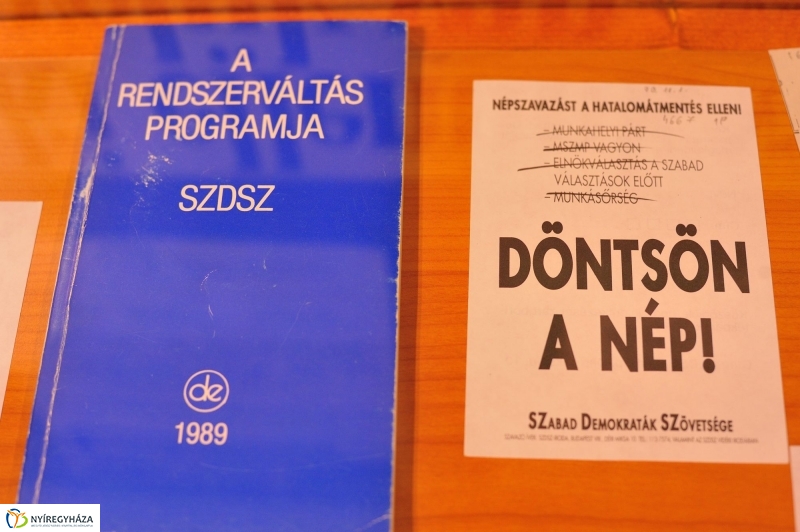 A
RENDSZERVÁLTÁS
PROGRAMJA
SZDSZ
de
1989
NÉPSZAVAZÁST A HATALOMÁTMENTÉS ELLEN!
– MUNKAHELYI PÁRT
– MSZMP VAGYON
– ELNÖKVÁLASZTÁS A SZABAD
VÁLASZTÁSOK ELŐTT
– MUNKÁSŐRSÉG
DÖNTSÖN
A NÉP!
SZABAD DEMOKRATÁK SZÖVETSÉGE
NYÍREGYHÁZA